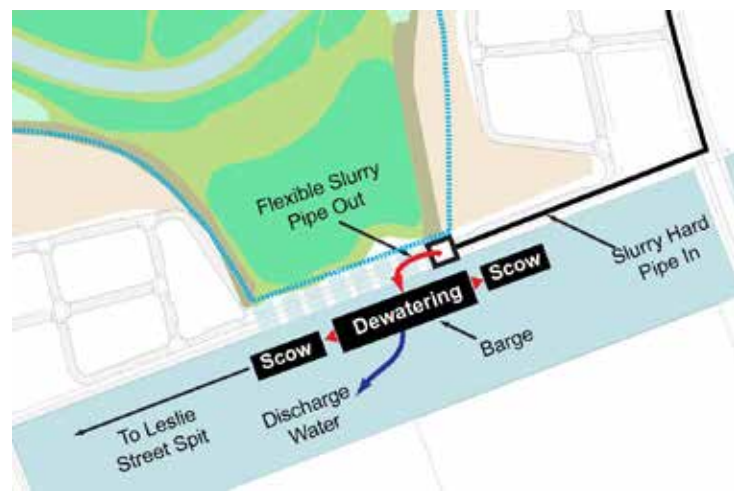 Flexible Slurry
Pipe Out
Slurry Hard
Pipe In
Scow
Dewatering
Barge
Scow
Discharge
Water
To Leslie
Street Spit